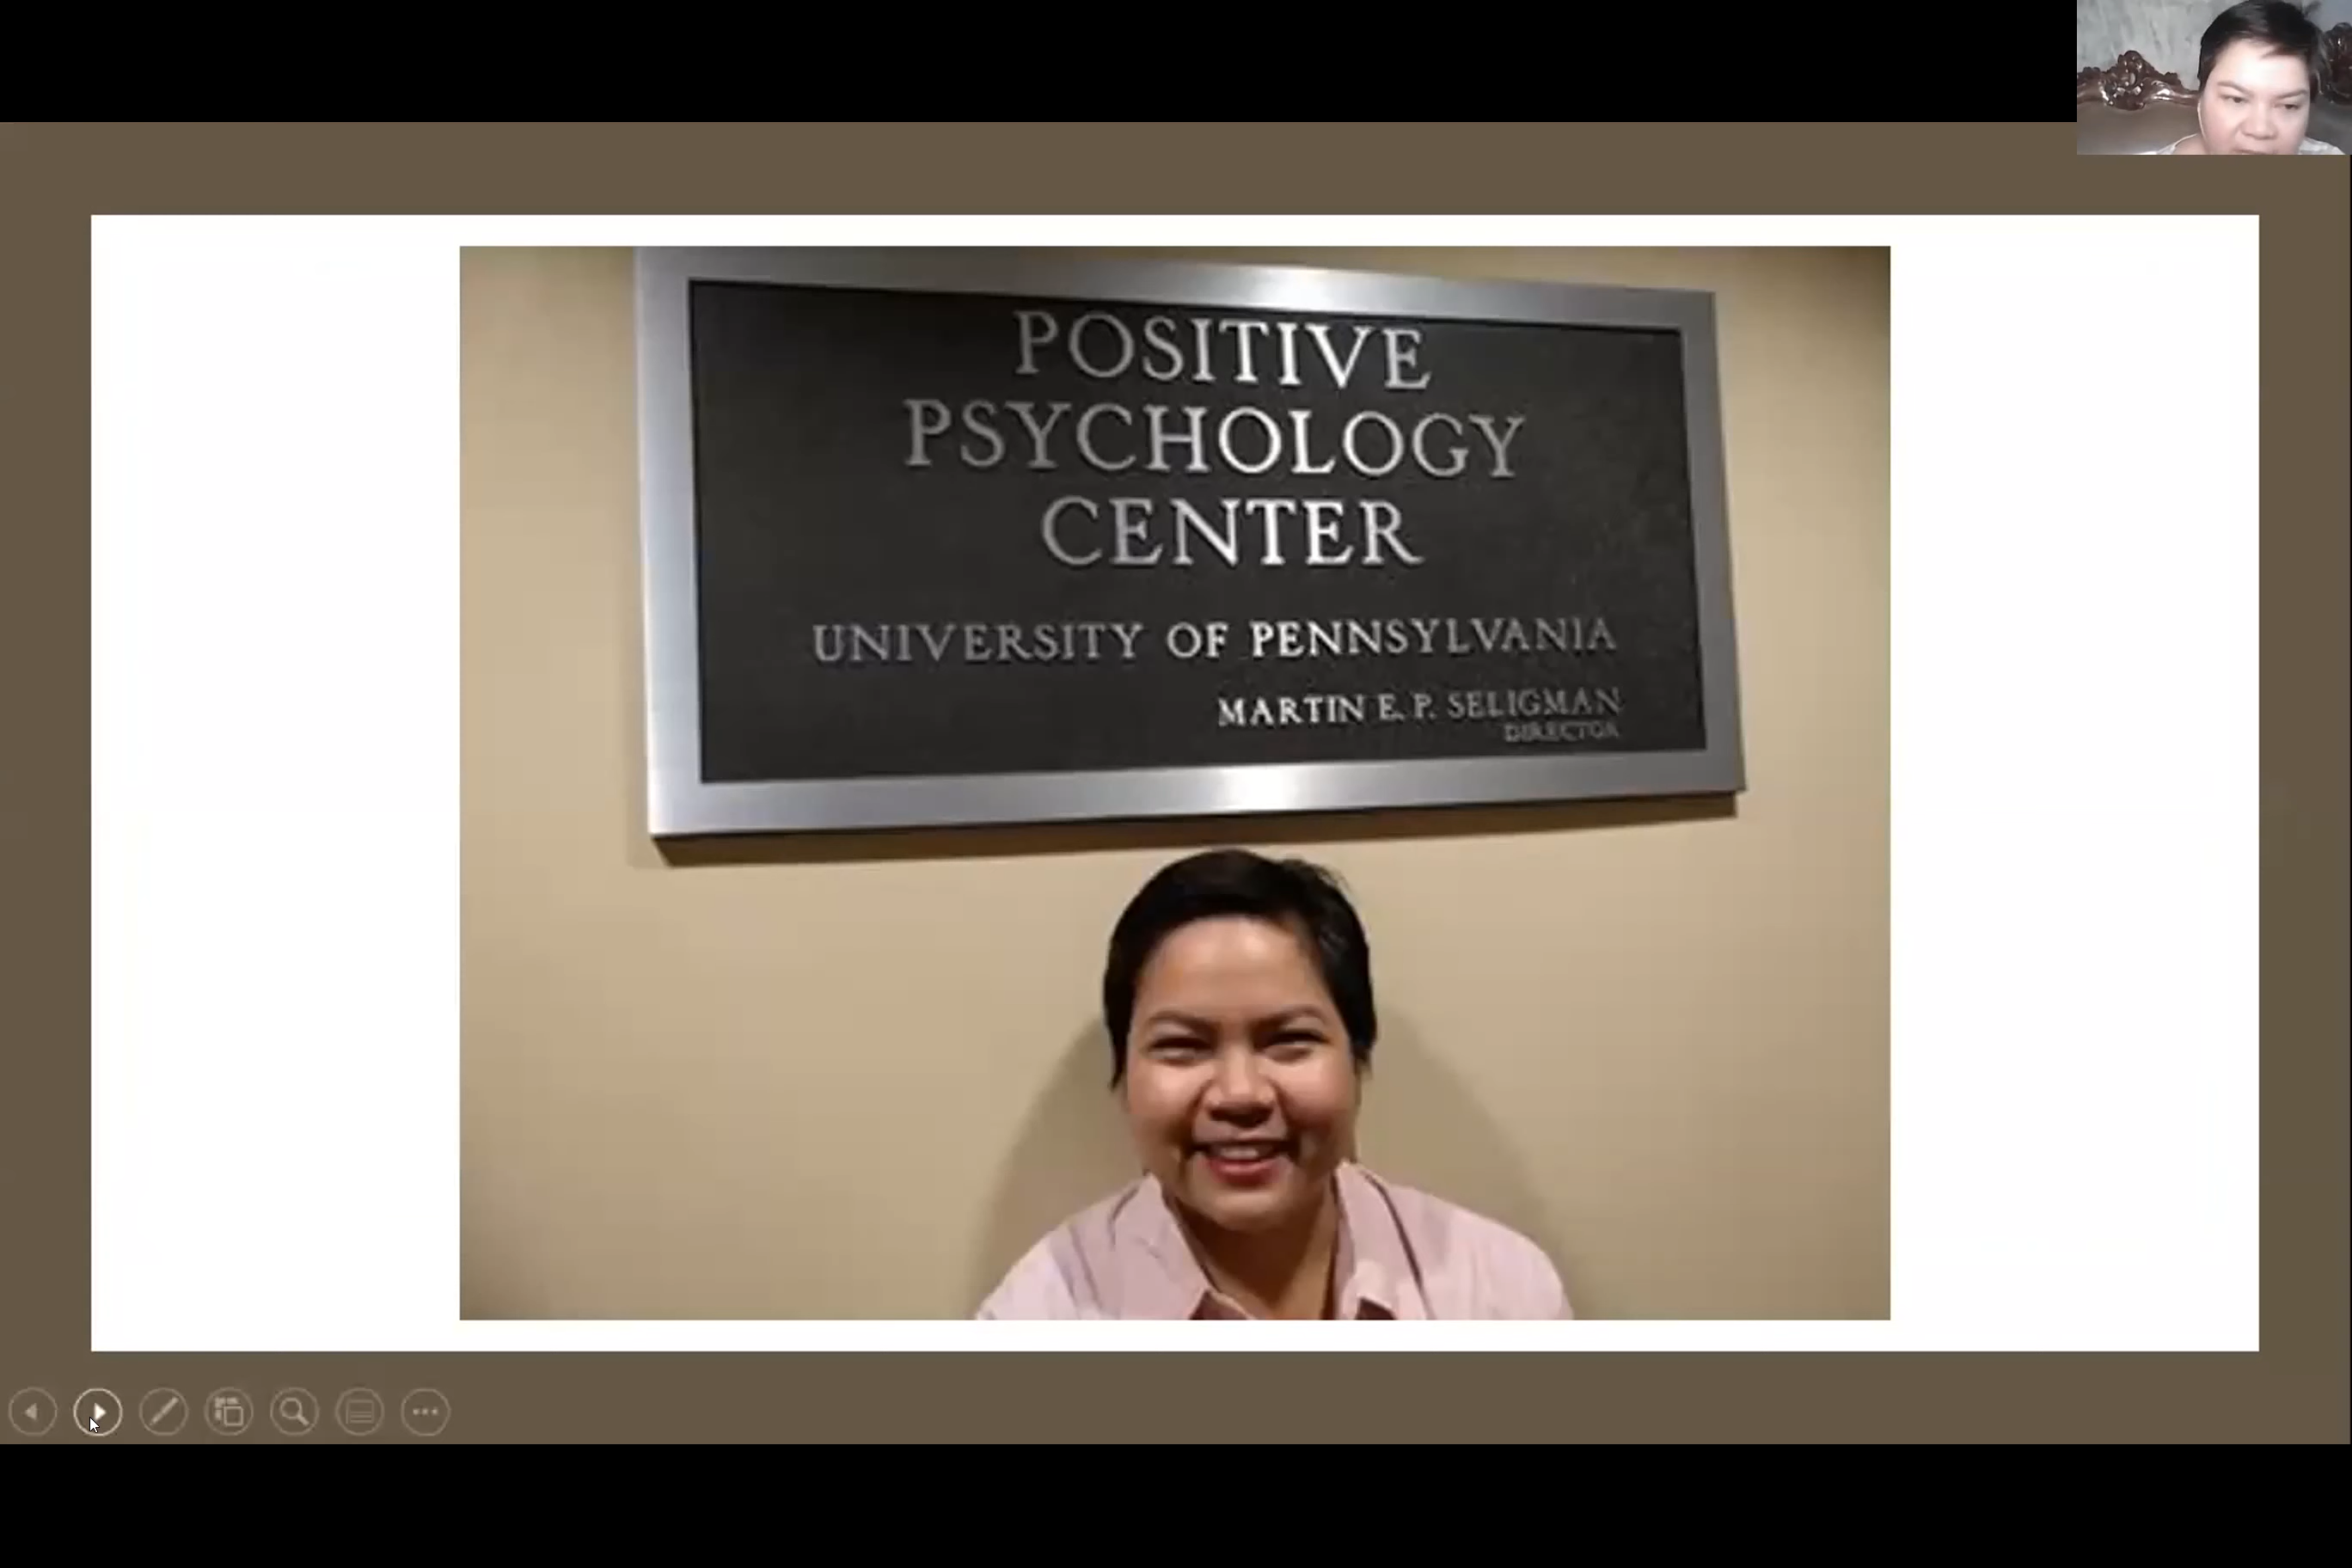 POSITIVE
PSYCHOLOGY
CENTER
UNIVERSITY OF PENNSYLVANIA
MARTIN E. P. SELIGMAN
DIRECTOR